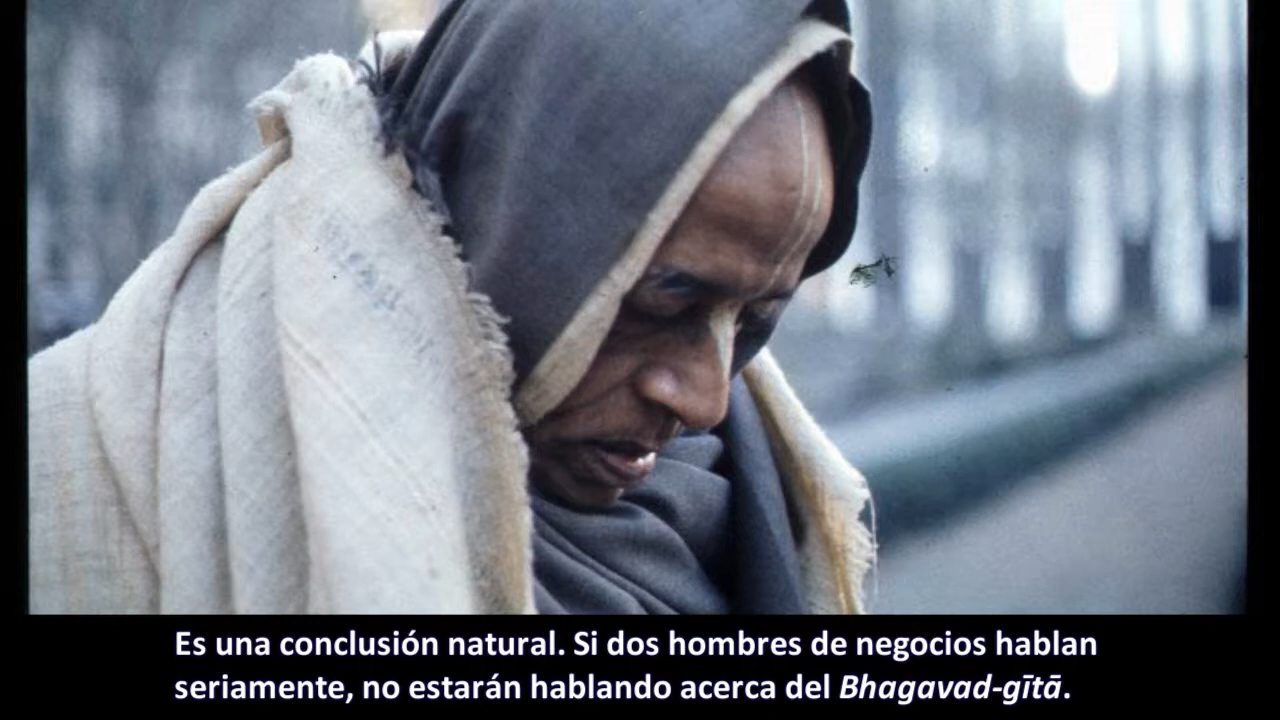 Es una conclusión natural. Si dos hombres de negocios hablan
seriamente, no estarán hablando acerca del Bhagavad-gītā.